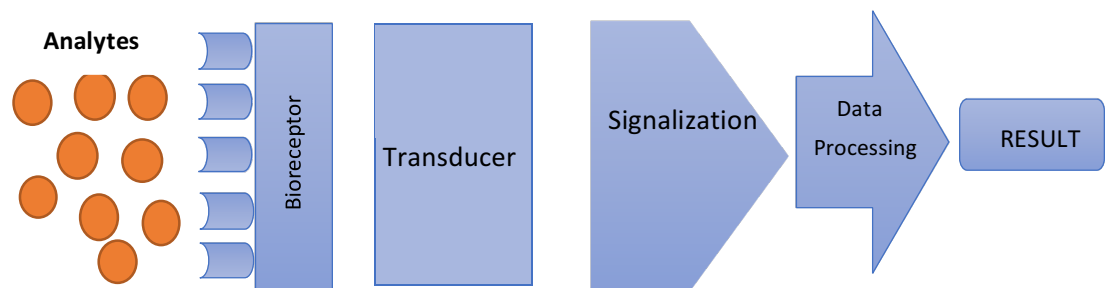 Analytes
Bioreceptor
Transducer
Signalization
Data
Processing
RESULT